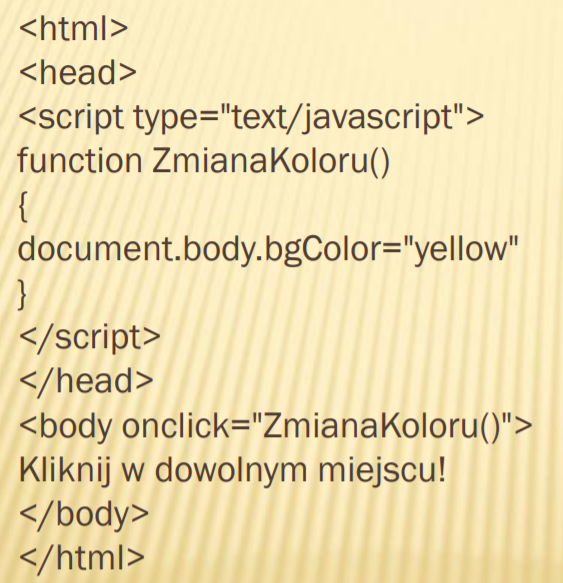 <html>
<head>
<script type="text/javascript">
function ZmianaKoloru()
{
document.body.bgColor="yellow"
}
</script>
</head>
<body onclick="ZmianaKoloru()">
Kliknij w dowolnym miejscu!
</body>
</html>